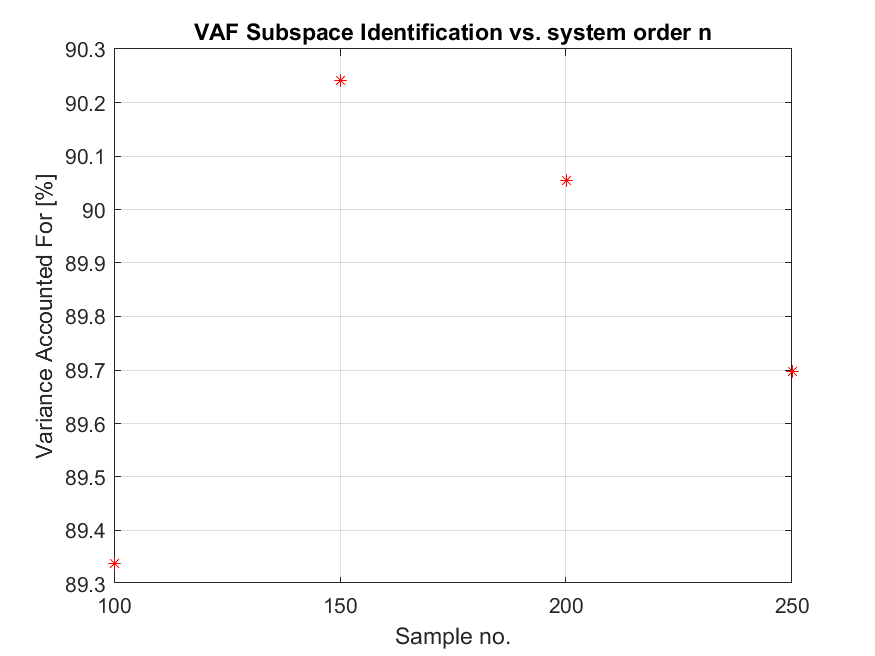 VAF Subspace Identification vs. system order n
90.3
90.2
90.1
90
89.9
89.8
89.7
89.6
89.5
89.4
89.3
Variance Accounted For [%]
100 150 200 250
Sample no.